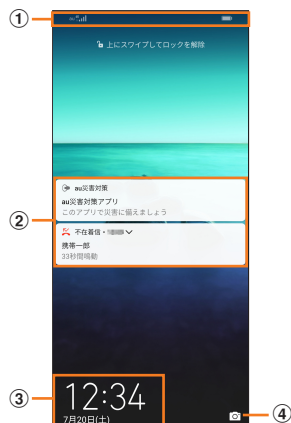 ①
au 4G
上にスワイプしてロックを解除
au災害対策
au災害対策アプリ
このアプリで災害に備えましょう
②
不在着信・
携帯一郎
33秒間鳴動
③
12:34
7月20日(土)
④